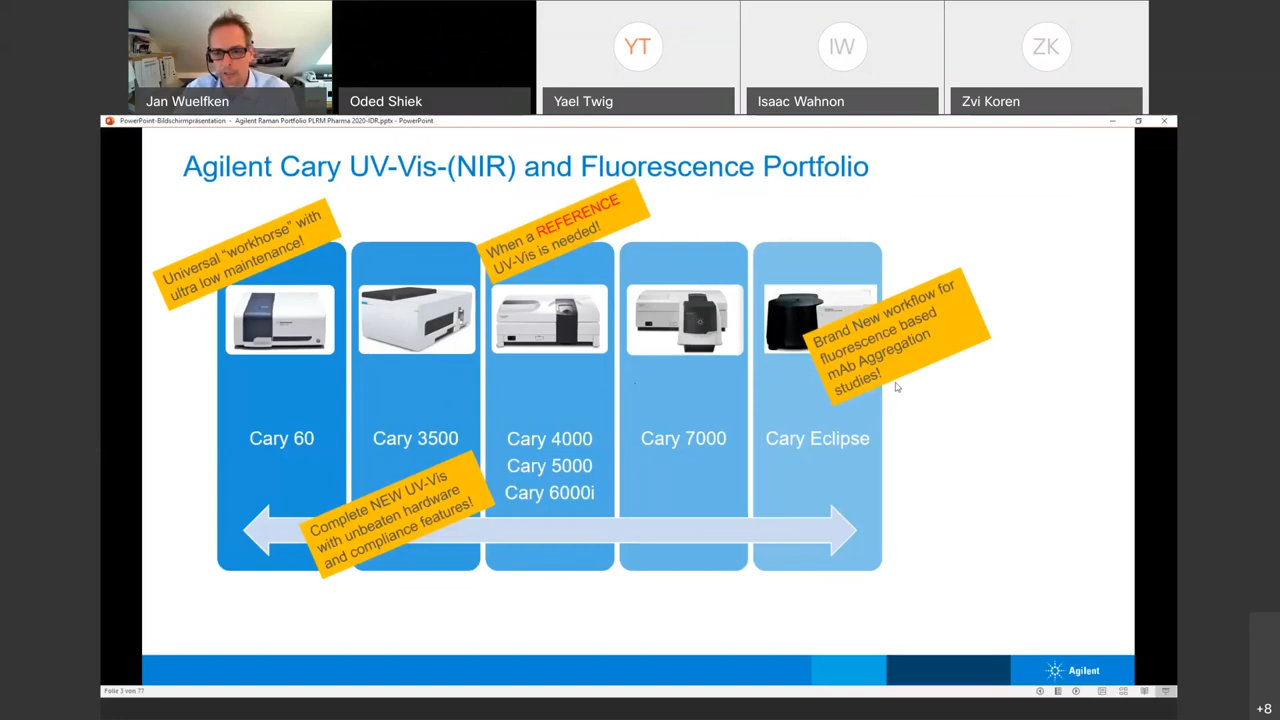 YT
IW
ZK
Jan Wuelfken
Oded Shiek
Yael Twig
Isaac Wahnon
Zvi Koren
PowerPoint-Bildschirmpräsentation - Agilent Raman Portfolio PLRM Pharma 2020-IDR.pptx - PowerPoint
Agilent Cary UV-Vis-(NIR) and Fluorescence Portfolio
Universal "workhorse" with
ultra low maintenance!
When a REFERENCE
UV-Vis is needed!
Brand New workflow for
fluorescence based
mAb Aggregation
studies!
Cary 60
Cary 3500
Cary 4000
Cary 5000
Cary 6000i
Cary 7000
Cary Eclipse
Complete NEW UV-Vis
with unbeaten hardware
and compliance features!
Agilent
Folie 3 von 77
+8